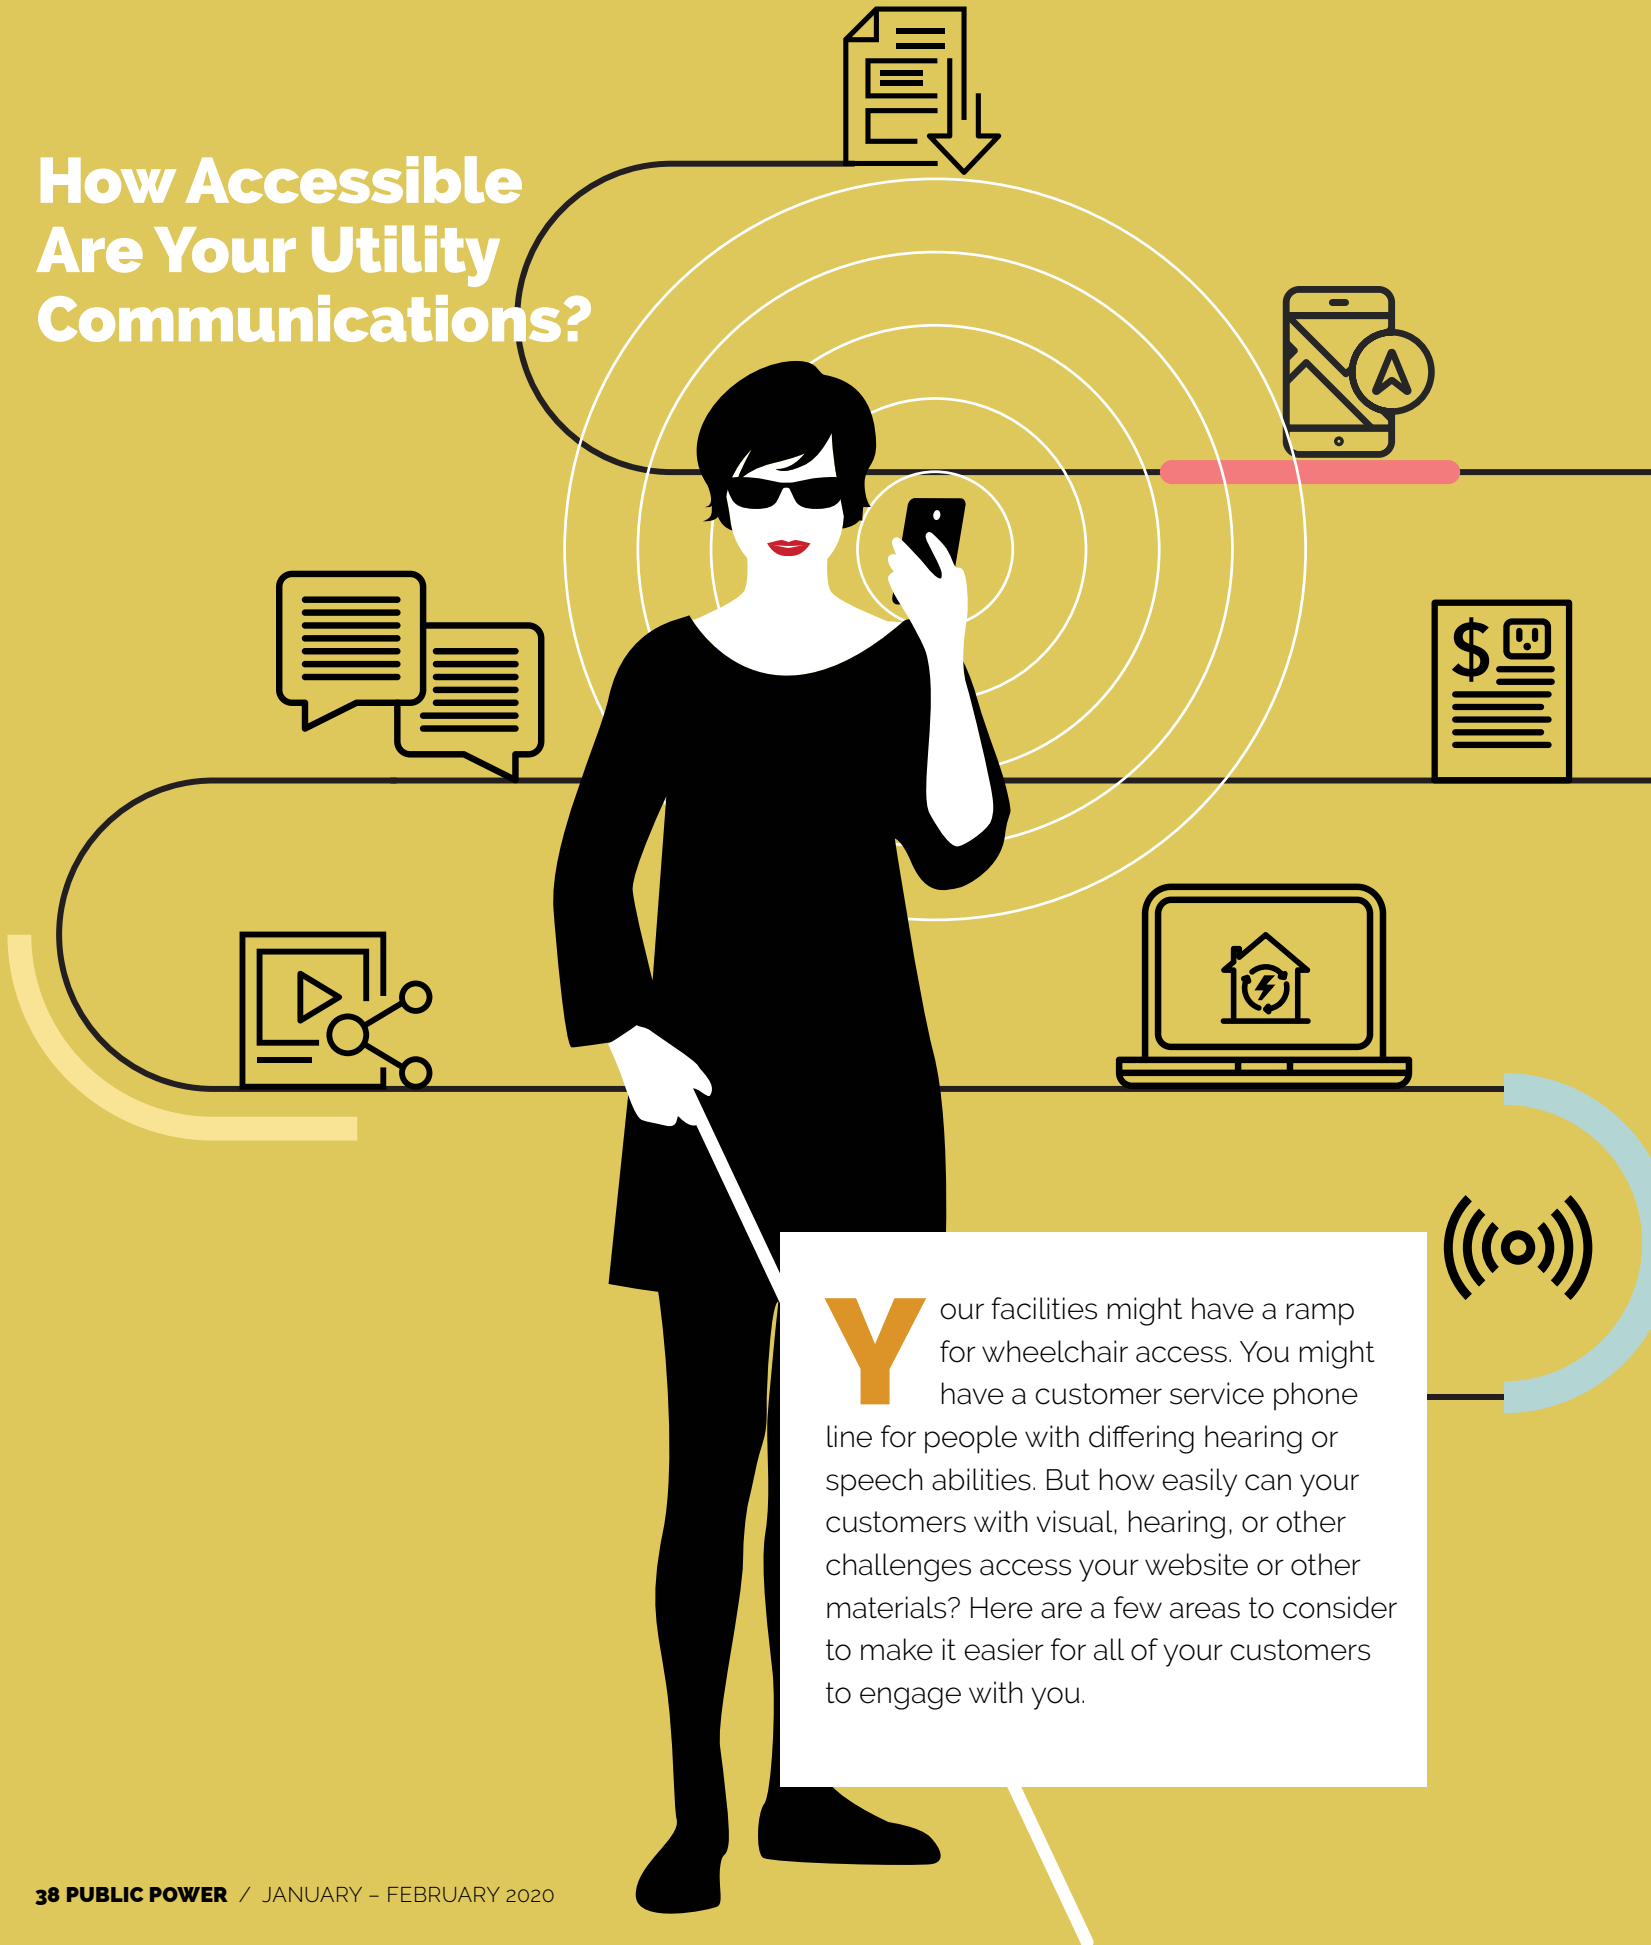 How Accessible
Are Your Utility
Communications?
$
Your facilities might have a ramp
for wheelchair access. You might
have a customer service phone
line for people with differing hearing or
speech abilities. But how easily can your
customers with visual, hearing, or other
challenges access your website or other
materials? Here are a few areas to consider
to make it easier for all of your customers
to engage with you.
38 PUBLIC POWER / JANUARY – FEBRUARY 2020